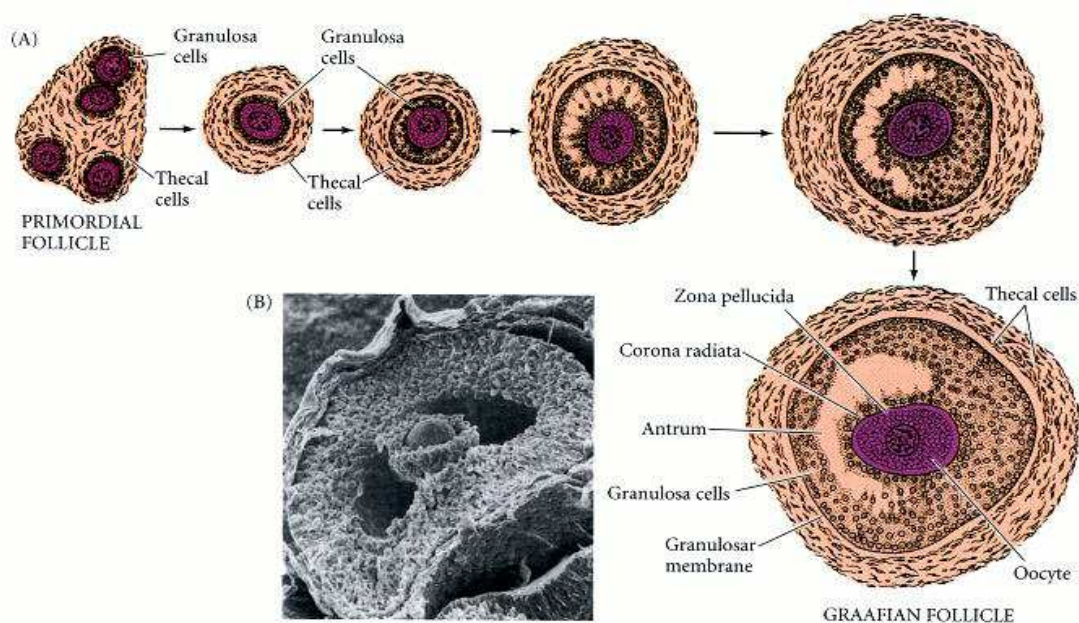 (A)
Granulosa
cells
Granulosa
cells
Thecal
cells
Thecal
cells
PRIMORDIAL
FOLLICLE
(B)
Zona pellucida
Thecal cells
Corona radiata
Antrum
Granulosa cells
Granulosar
membrane
Oocyte
GRAAFIAN FOLLICLE